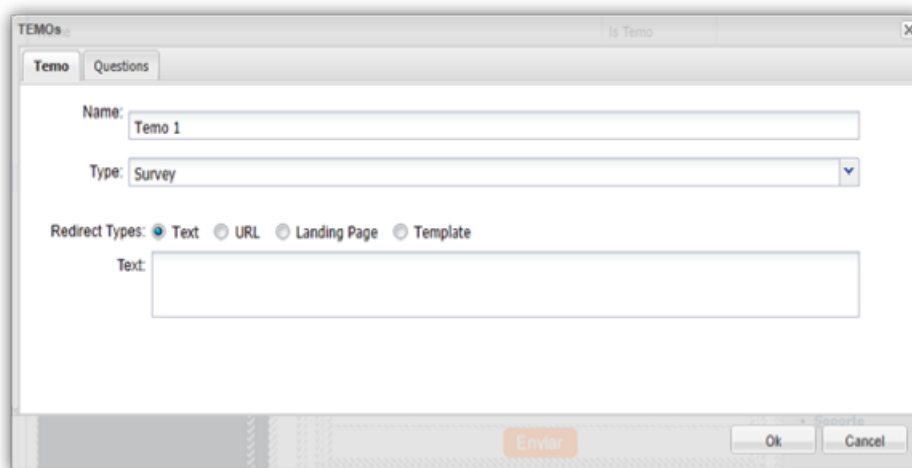 TEMOs
Is Temo
Temo Questions
Name: Temo 1
Type: Survey
Redirect Types: Text URL Landing Page Template
Text:
Soporte
Enviar
Ok Cancel